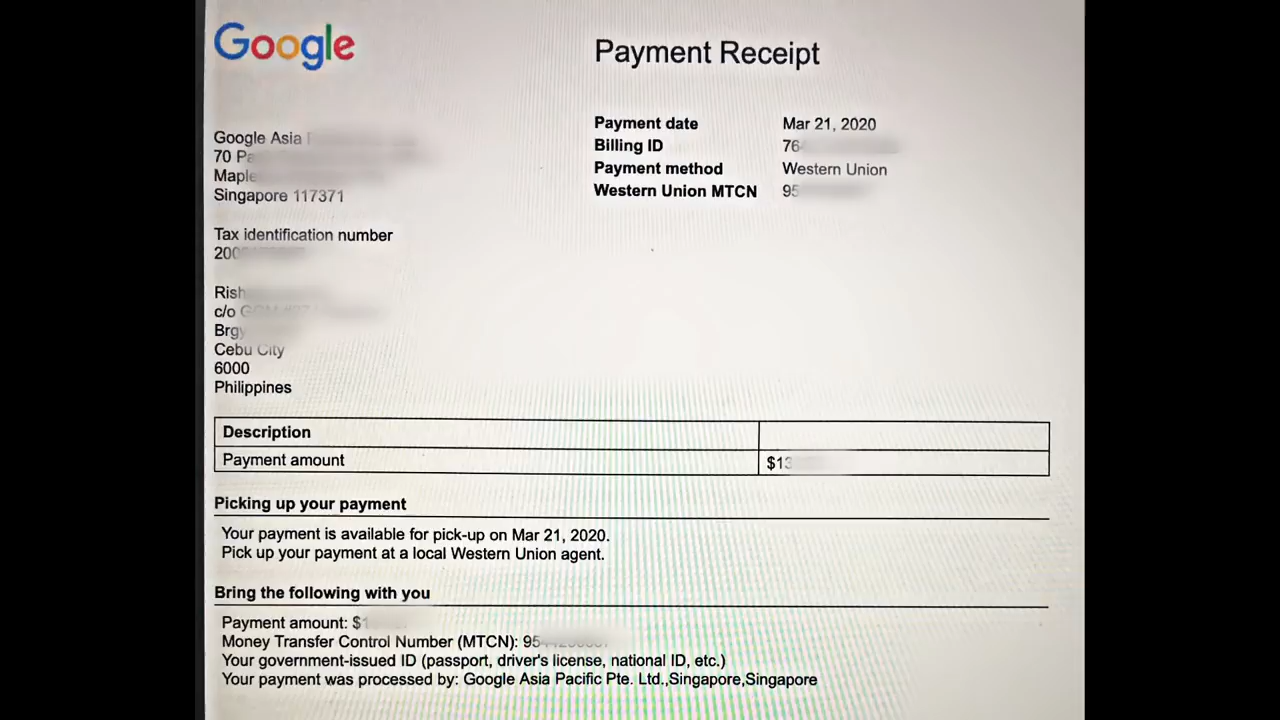 Google
Payment Receipt
Payment date Mar 21, 2020
Billing ID 76
Payment method Western Union
Western Union MTCN 95
Google Asia
70
Maple
Singapore 117371
Tax identification number
200
Rish
c/o
Brgy
Cebu City
6000
Philippines
Description
Payment amount $13
Picking up your payment
Your payment is available for pick-up on Mar 21, 2020.
Pick up your payment at a local Western Union agent.
Bring the following with you
Payment amount: $1
Money Transfer Control Number (MTCN): 95
Your government-issued ID (passport, driver's license, national ID, etc.)
Your payment was processed by: Google Asia Pacific Pte. Ltd.,Singapore,Singapore